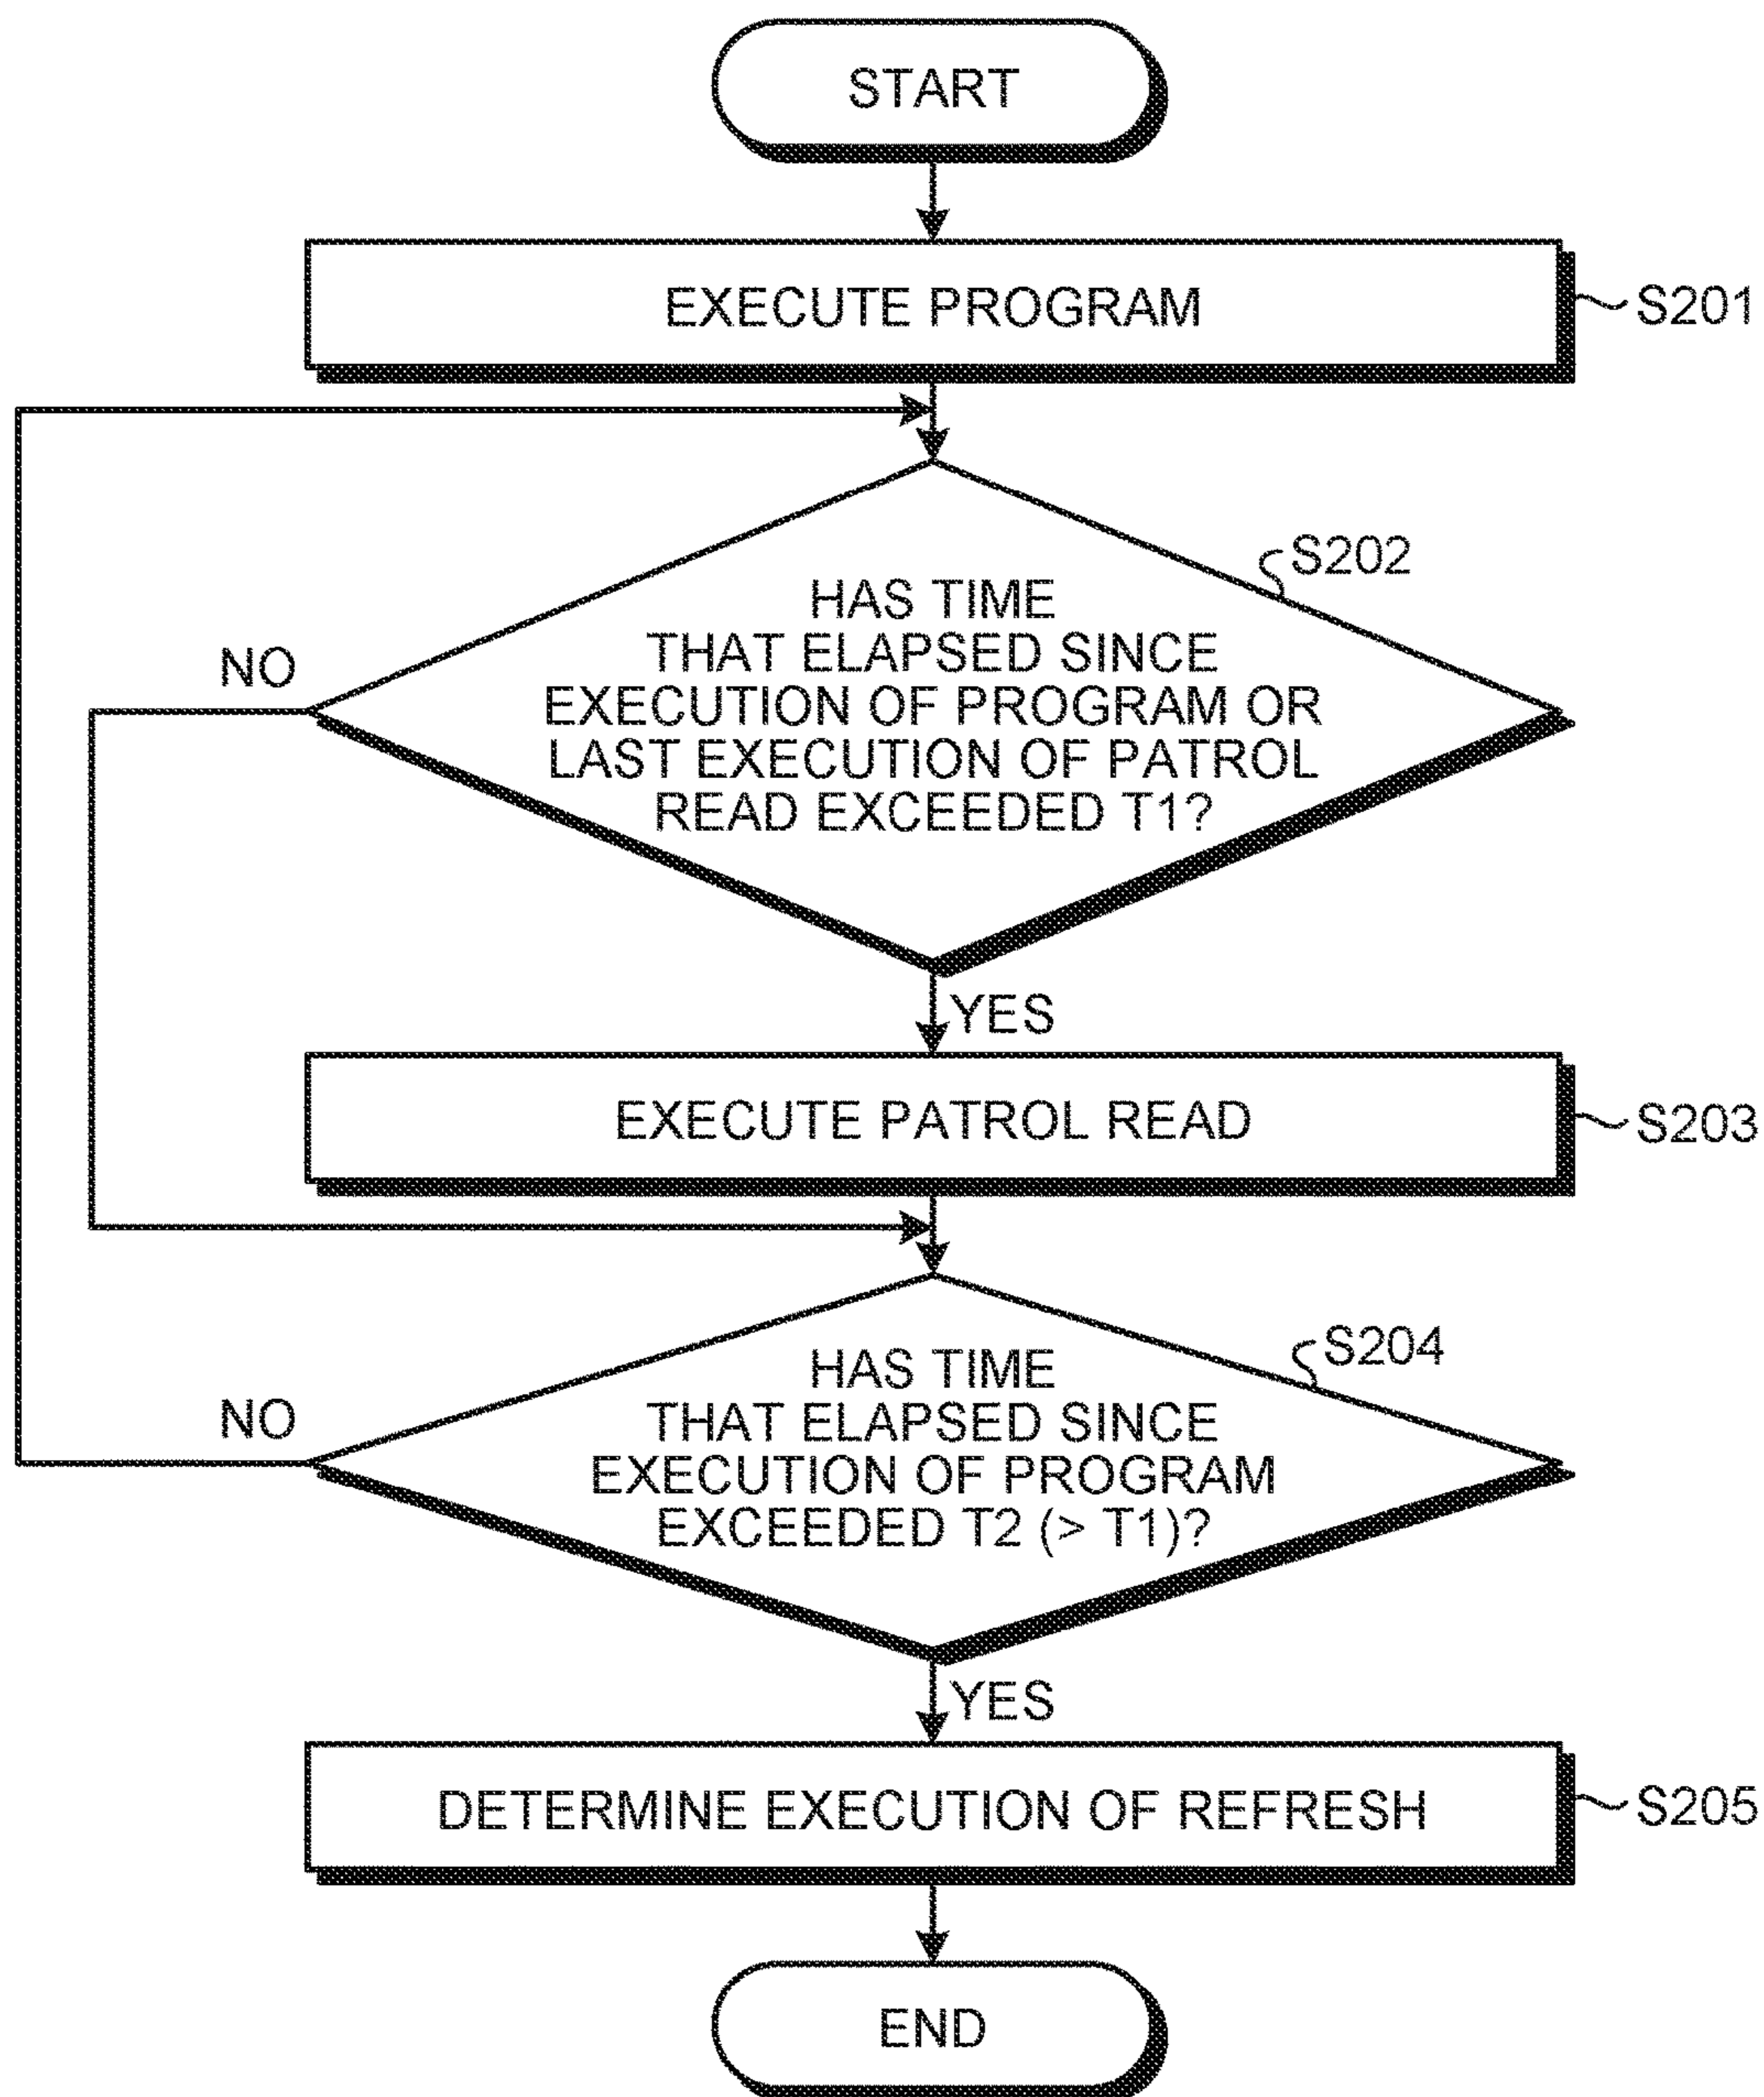 START
EXECUTE PROGRAM
S201
S202
HAS TIME
THAT ELAPSED SINCE
EXECUTION OF PROGRAM OR
LAST EXECUTION OF PATROL
READ EXCEEDED T1?
NO
YES
EXECUTE PATROL READ
S203
S204
HAS TIME
THAT ELAPSED SINCE
EXECUTION OF PROGRAM
EXCEEDED T2 (> T1)?
NO
YES
DETERMINE EXECUTION OF REFRESH
S205
END